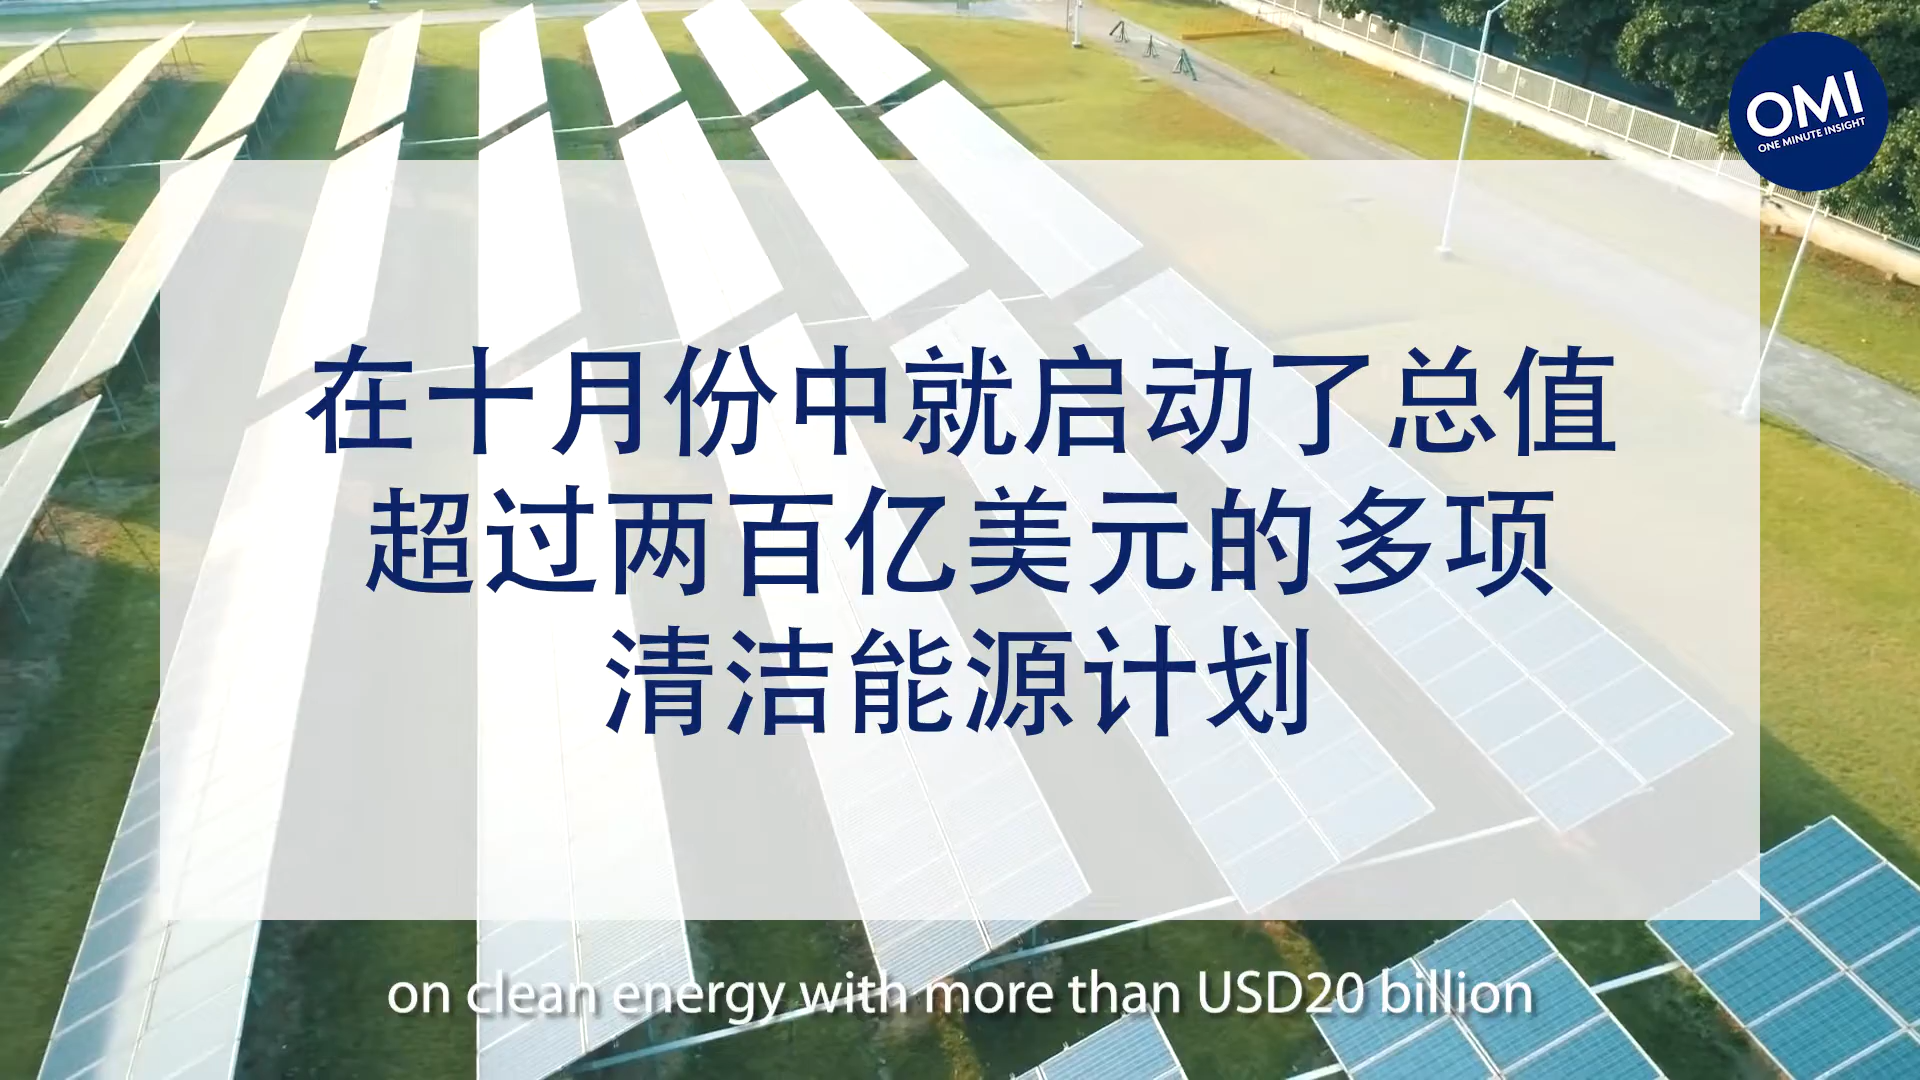 OMI
ONE MINUTE INSIGHT
在十月份中就启动了总值
超过两百亿美元的多项
清洁能源计划
on clean energy with more than USD20 billion